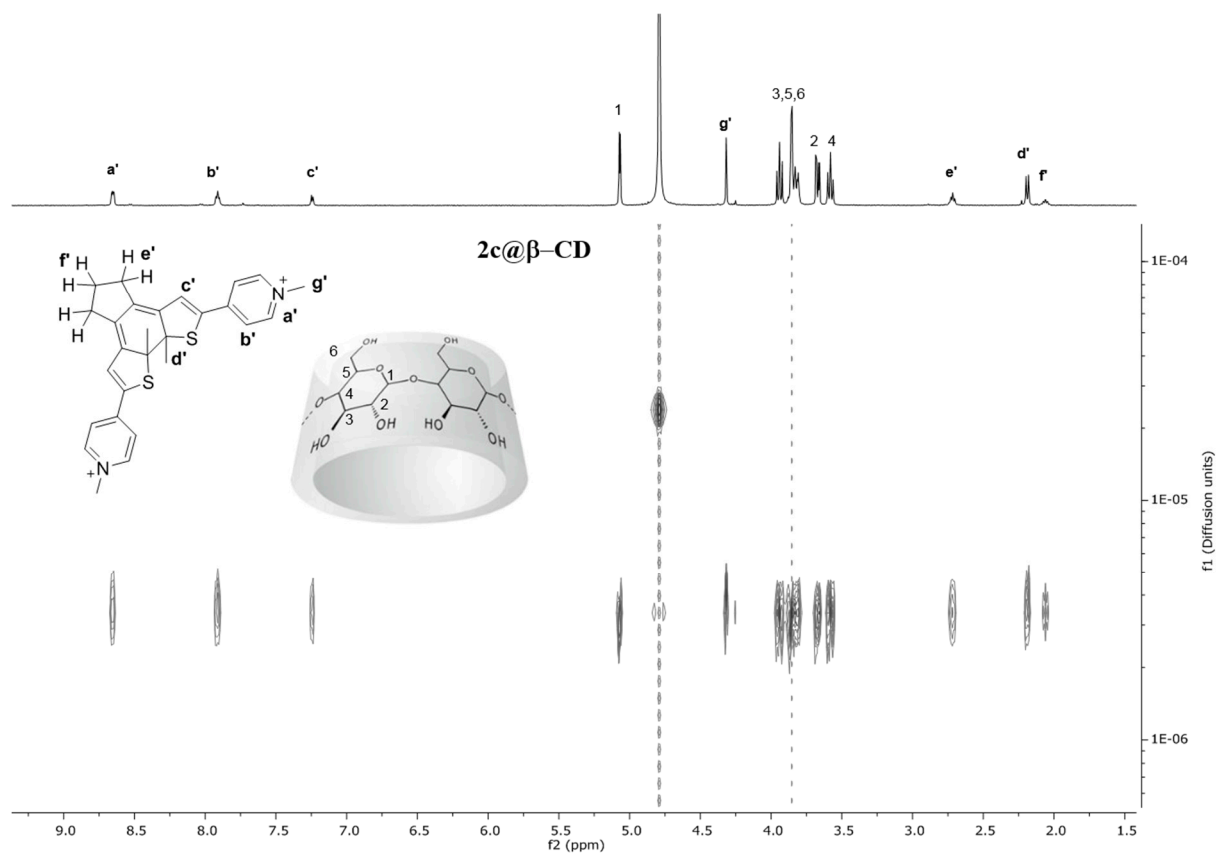 1
3,5,6
g'
2 4
d'
a' b' c' e' f'
2c@β–CD
f' H H e'
H H
c'
H
H
S
N
+
g'
a'
b'
d'
S
N
+
OH OH
6
5 O O
4 1 O
O O
3 2
HO OH HO OH
1E-04
1E-05
1E-06
f1 (Diffusion units)
9.0 8.5 8.0 7.5 7.0 6.5 6.0 5.5 5.0 4.5 4.0 3.5 3.0 2.5 2.0 1.5
f2 (ppm)